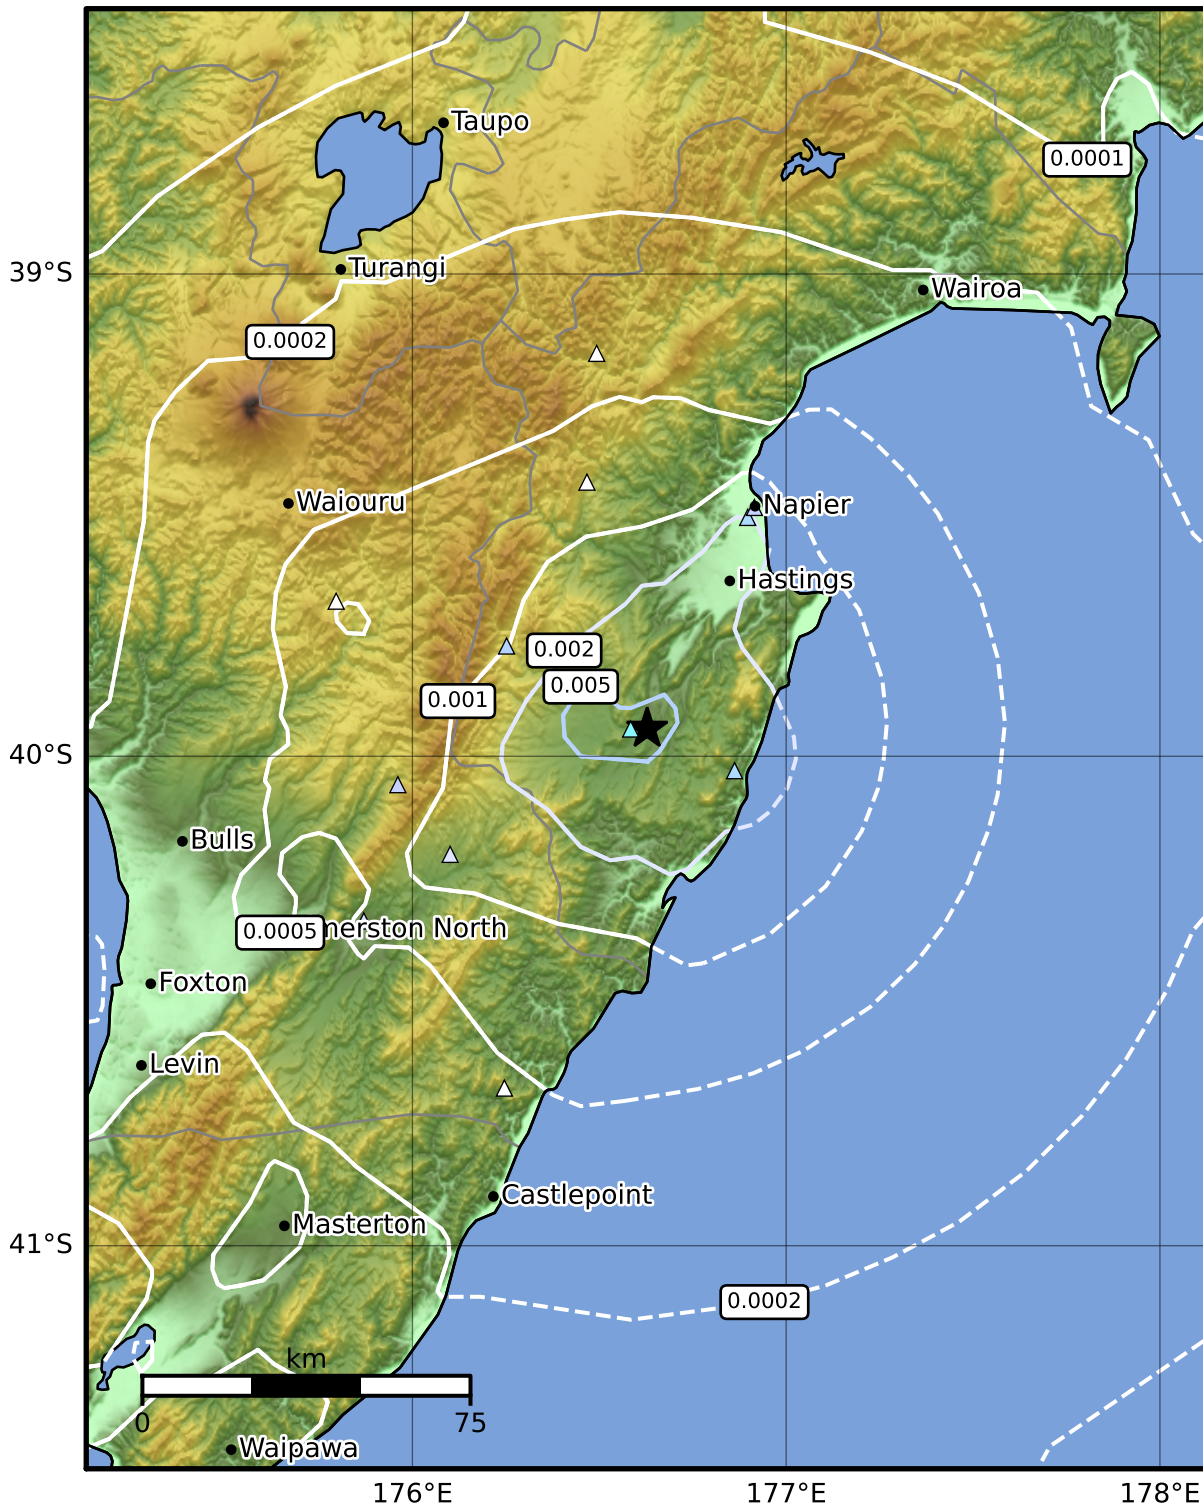 Taupo
0.0001
39°S
Turangi
Wairoa
0.0002
Waiouru
Napier
Hastings
0.002
0.005
0.001
40°S
Bulls
0.0005
merston North
Foxton
Levin
Castlepoint
Masterton
41°S
0.0002
km
0
75
Waipawa
176°E
177°E
178°E